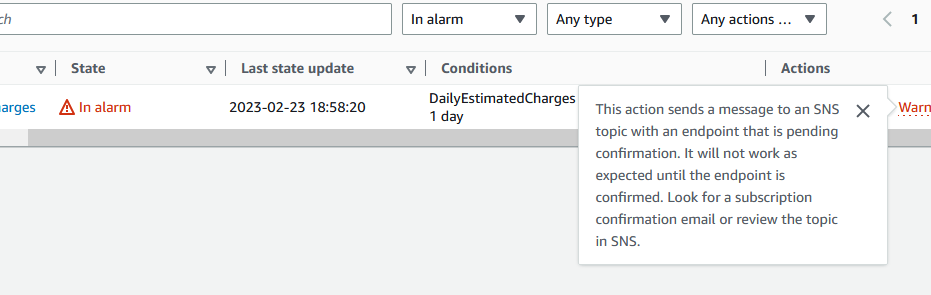 In alarm
Any type
Any actions ...
1
State
Last state update
Conditions
Actions
In alarm
2023-02-23 18:58:20
DailyEstimatedCharges
1 day
This action sends a message to an SNS
topic with an endpoint that is pending
confirmation. It will not work as
expected until the endpoint is
confirmed. Look for a subscription
confirmation email or review the topic
in SNS.